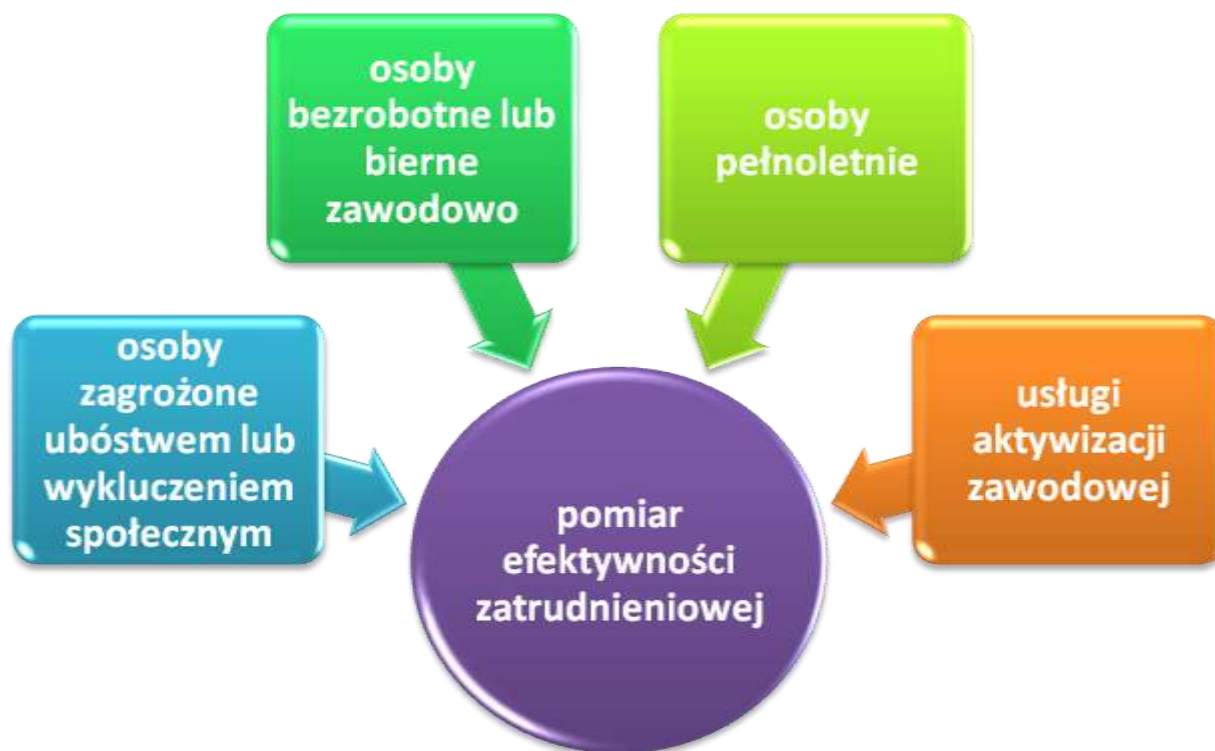 osoby
bezrobotne lub
bierne
zawodowo
osoby
pełnoletnie
osoby
zagrożone
ubóstwem lub
wykluczeniem
społecznym
usługi
aktywizacji
zawodowej
pomiar
efektywności
zatrudnieniowej